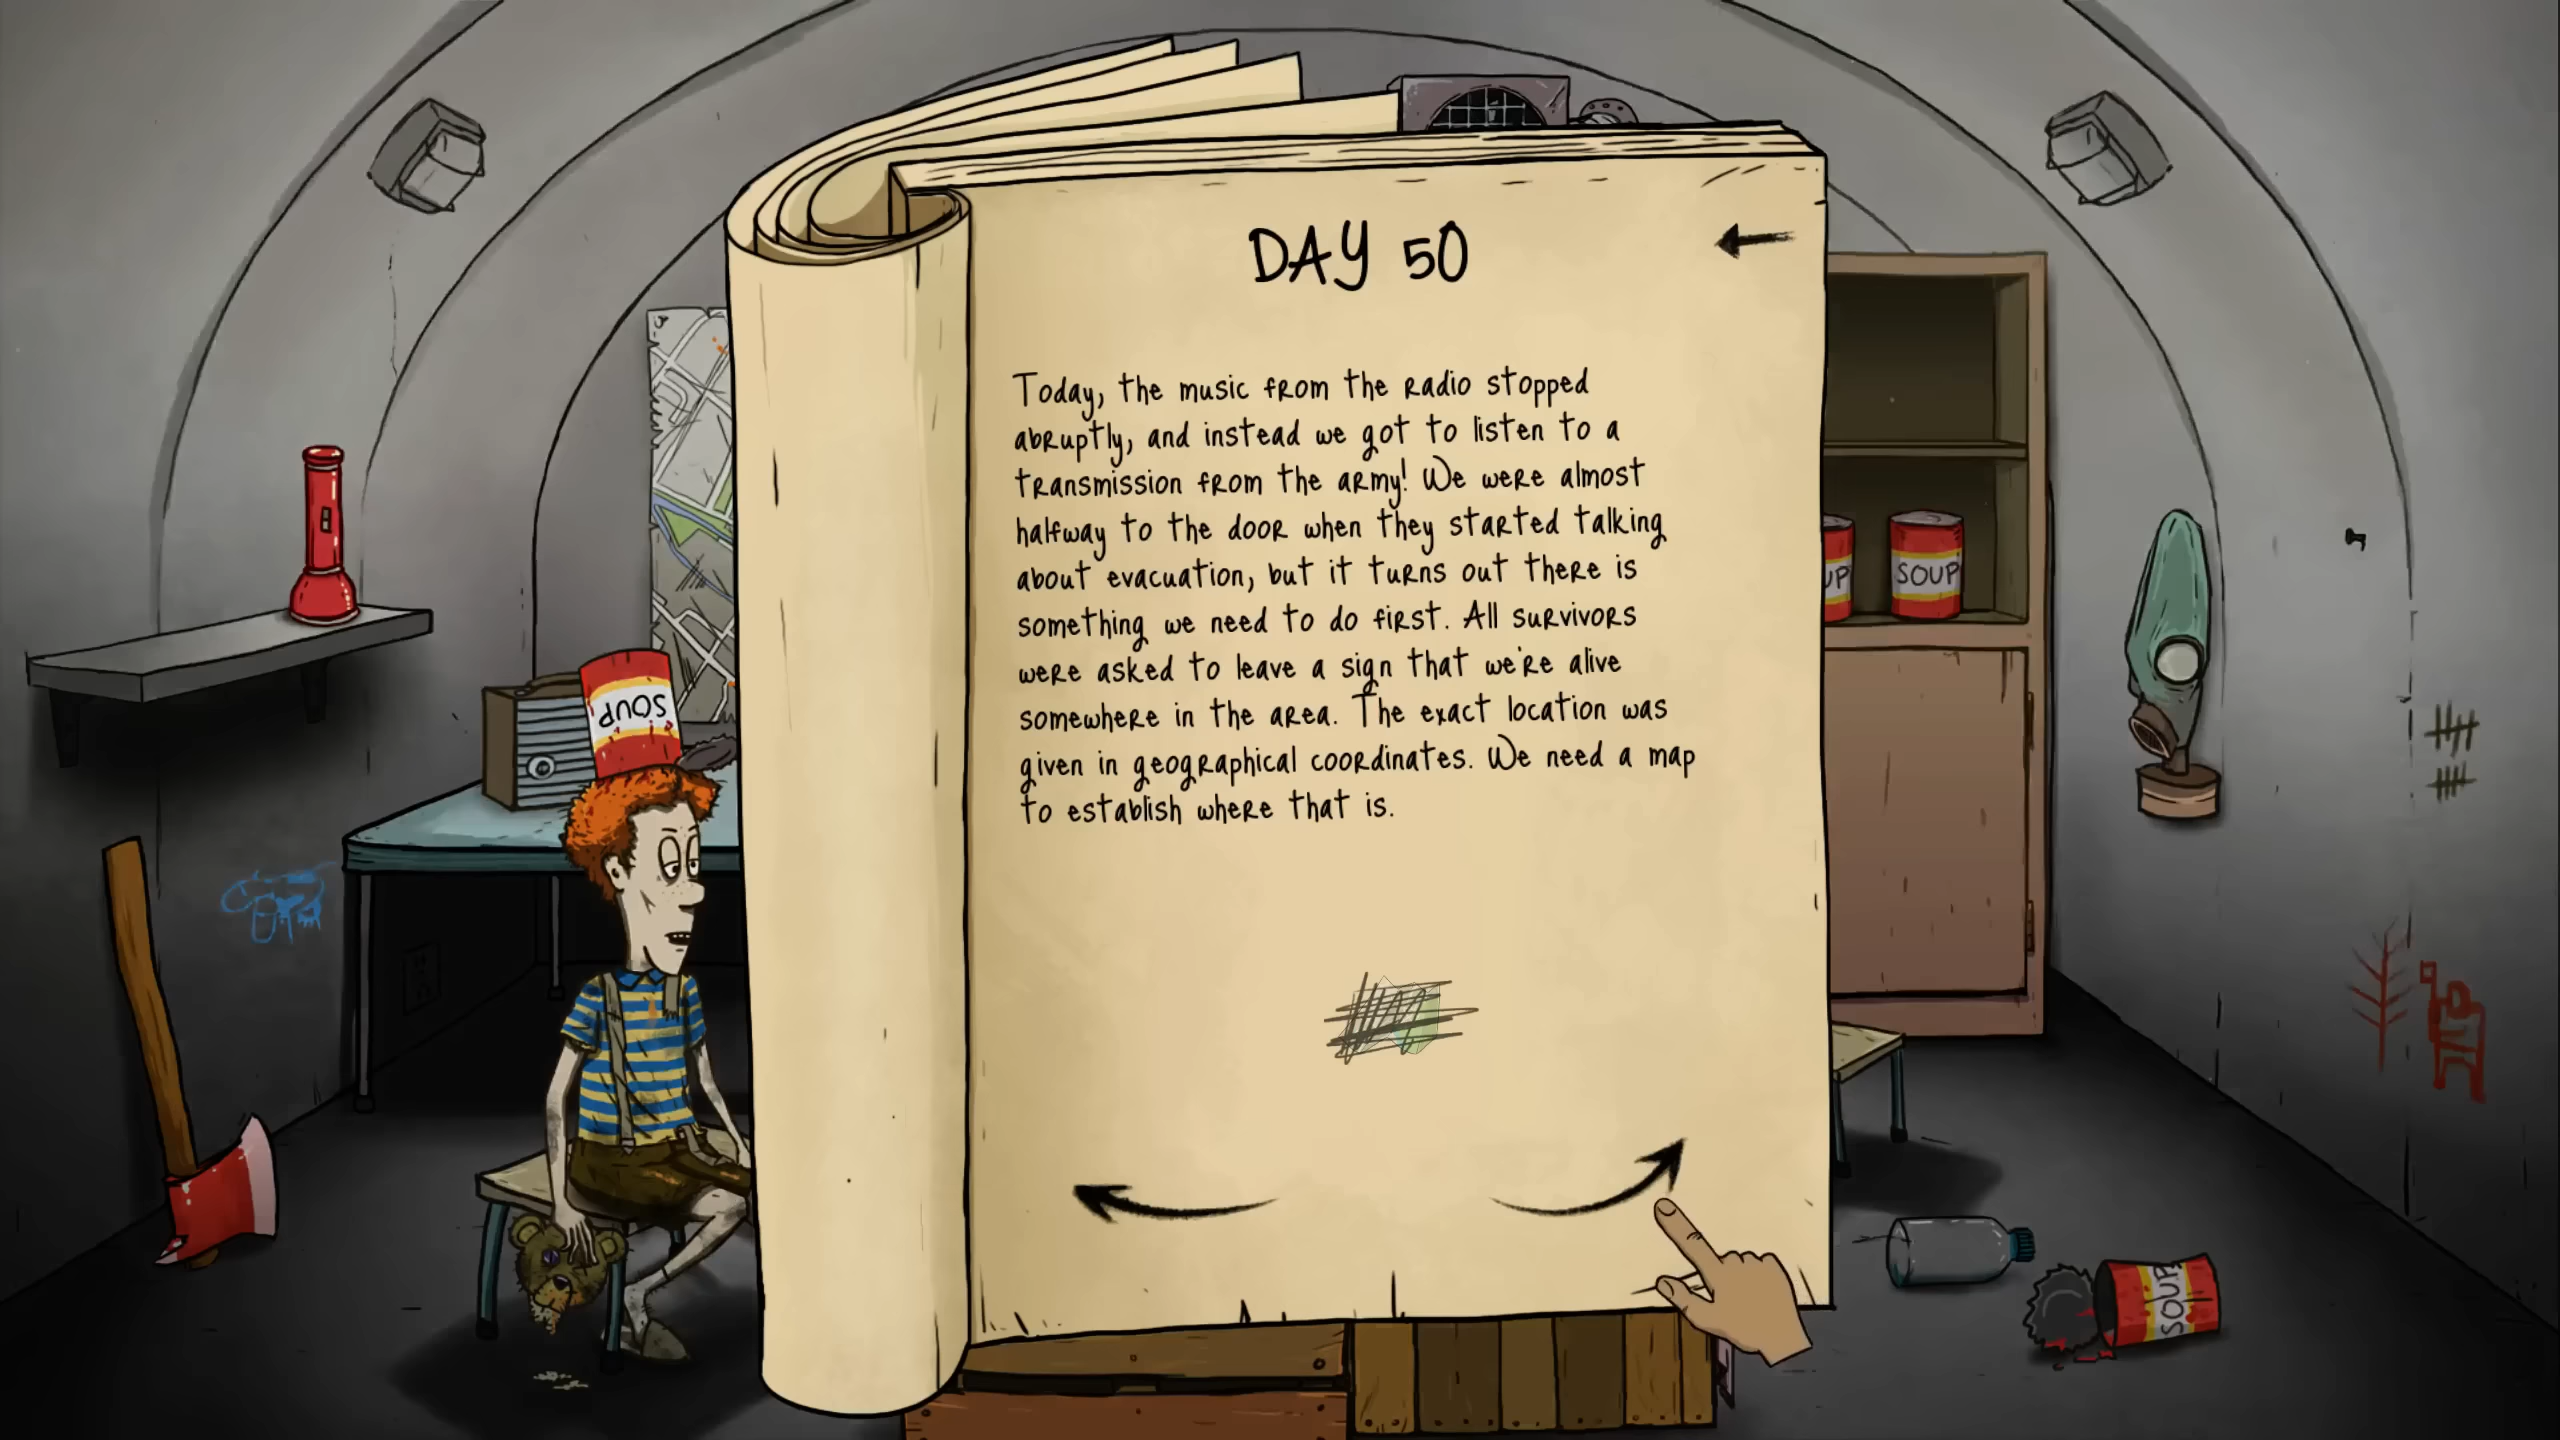 DAY 50
Today, the music from the radio stopped
abruptly, and instead we got to listen to a
transmission from the army! We were almost
halfway to the door when they started talking
about evacuation, but it turns out there is
something we need to do first. All survivors
were asked to leave a sign that we're alive
somewhere in the area. The exact location was
given in geographical coordinates. We need a map
to establish where that is.
SOUP
UP
SOUP
SOUP